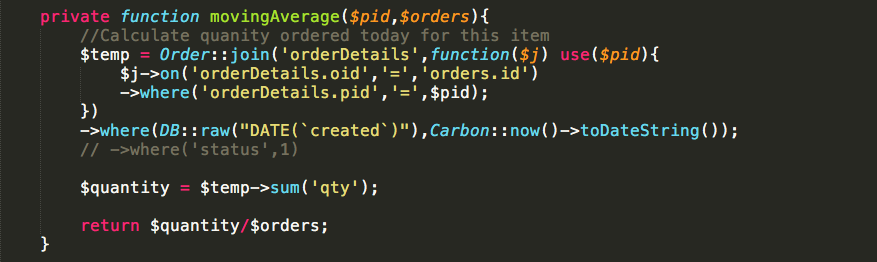 private function movingAverage($pid,$orders){
//Calculate quanity ordered today for this item
$temp = Order::join('orderDetails',function($j) use($pid){
$j->on('orderDetails.oid','=','orders.id')
->where('orderDetails.pid','=',$pid);
})
->where(DB::raw("DATE(`created`)"),Carbon::now()->toDateString());
// ->where('status',1)
$quantity = $temp->sum('qty');
return $quantity/$orders;
}